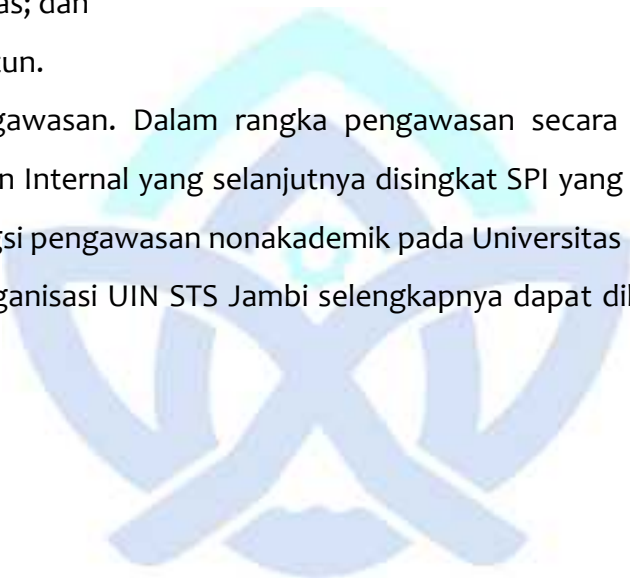 as; dan
tun.
gawasan. Dalam rangka pengawasan secara
n Internal yang selanjutnya disingkat SPI yang
gsi pengawasan nonakademik pada Universitas
ganisasi UIN STS Jambi selengkapnya dapat dil